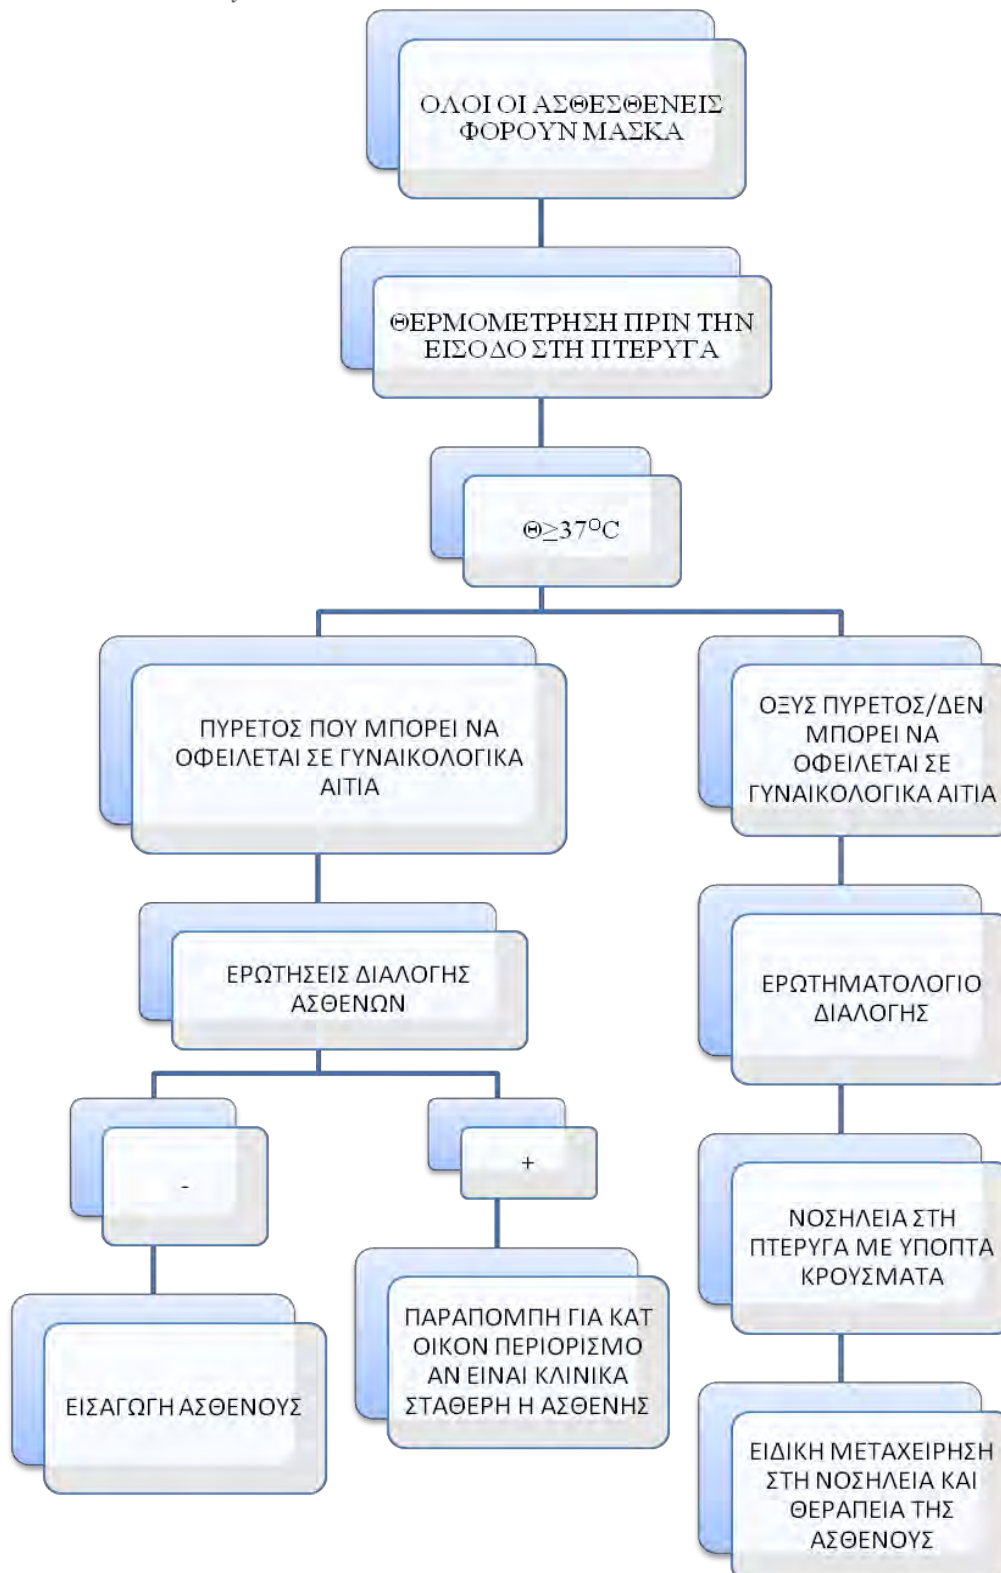 ΟΛΟΙ ΟΙ ΑΣΘΕΣΘΕΝΕΙΣ
ΦΟΡΟΥΝ ΜΑΣΚΑ
ΘΕΡΜΟΜΕΤΡΗΣΗ ΠΡΙΝ ΤΗΝ
ΕΙΣΟΔΟ ΣΤΗ ΠΤΕΡΥΓΑ
Θ≥37°C
ΠΥΡΕΤΟΣ ΠΟΥ ΜΠΟΡΕΙ ΝΑ
ΟΦΕΙΛΕΤΑΙ ΣΕ ΓΥΝΑΙΚΟΛΟΓΙΚΑ
ΑΙΤΙΑ
ΟΞΥΣ ΠΥΡΕΤΟΣ/ΔΕΝ
ΜΠΟΡΕΙ ΝΑ
ΟΦΕΙΛΕΤΑΙ ΣΕ
ΓΥΝΑΙΚΟΛΟΓΙΚΑ ΑΙΤΙΑ
ΕΡΩΤΗΣΕΙΣ ΔΙΑΛΟΓΗΣ
ΑΣΘΕΝΩΝ
ΕΡΩΤΗΜΑΤΟΛΟΓΙΟ
ΔΙΑΛΟΓΗΣ
-
+
ΝΟΣΗΛΕΙΑ ΣΤΗ
ΠΤΕΡΥΓΑ ΜΕ ΥΠΟΠΤΑ
ΚΡΟΥΣΜΑΤΑ
ΕΙΣΑΓΩΓΗ ΑΣΘΕΝΟΥΣ
ΠΑΡΑΠΟΜΠΗ ΓΙΑ ΚΑΤ
ΟΙΚΟΝ ΠΕΡΙΟΡΙΣΜΟ
ΑΝ ΕΙΝΑΙ ΚΛΙΝΙΚΑ
ΣΤΑΘΕΡΗ Η ΑΣΘΕΝΗΣ
ΕΙΔΙΚΗ ΜΕΤΑΧΕΙΡΗΣΗ
ΣΤΗ ΝΟΣΗΛΕΙΑ ΚΑΙ
ΘΕΡΑΠΕΙΑ ΤΗΣ
ΑΣΘΕΝΟΥΣ